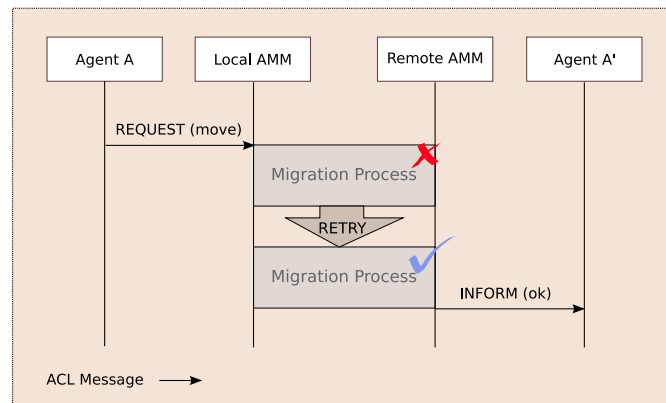 Agent A
Local AMM
Remote AMM
Agent A'
REQUEST (move)
Migration Process
RETRY
Migration Process
INFORM (ok)
ACL Message